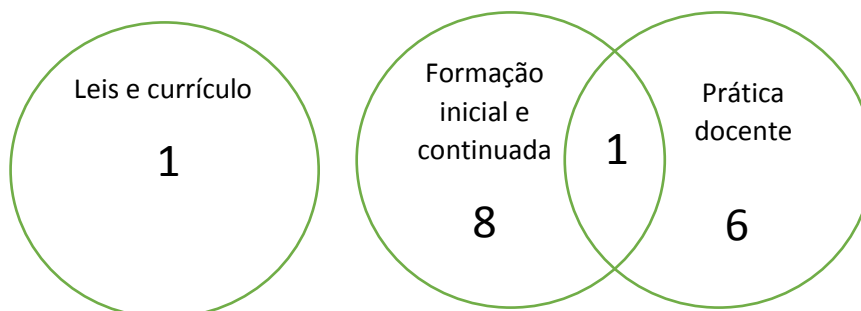 Leis e currículo
1
Formação
inicial e
continuada
8
1
Prática
docente
6